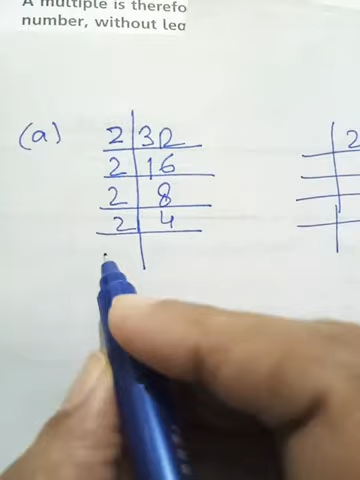 A multiple is therefo
number, without lea
(a) 2 32
2 16
2 8
2 4
2